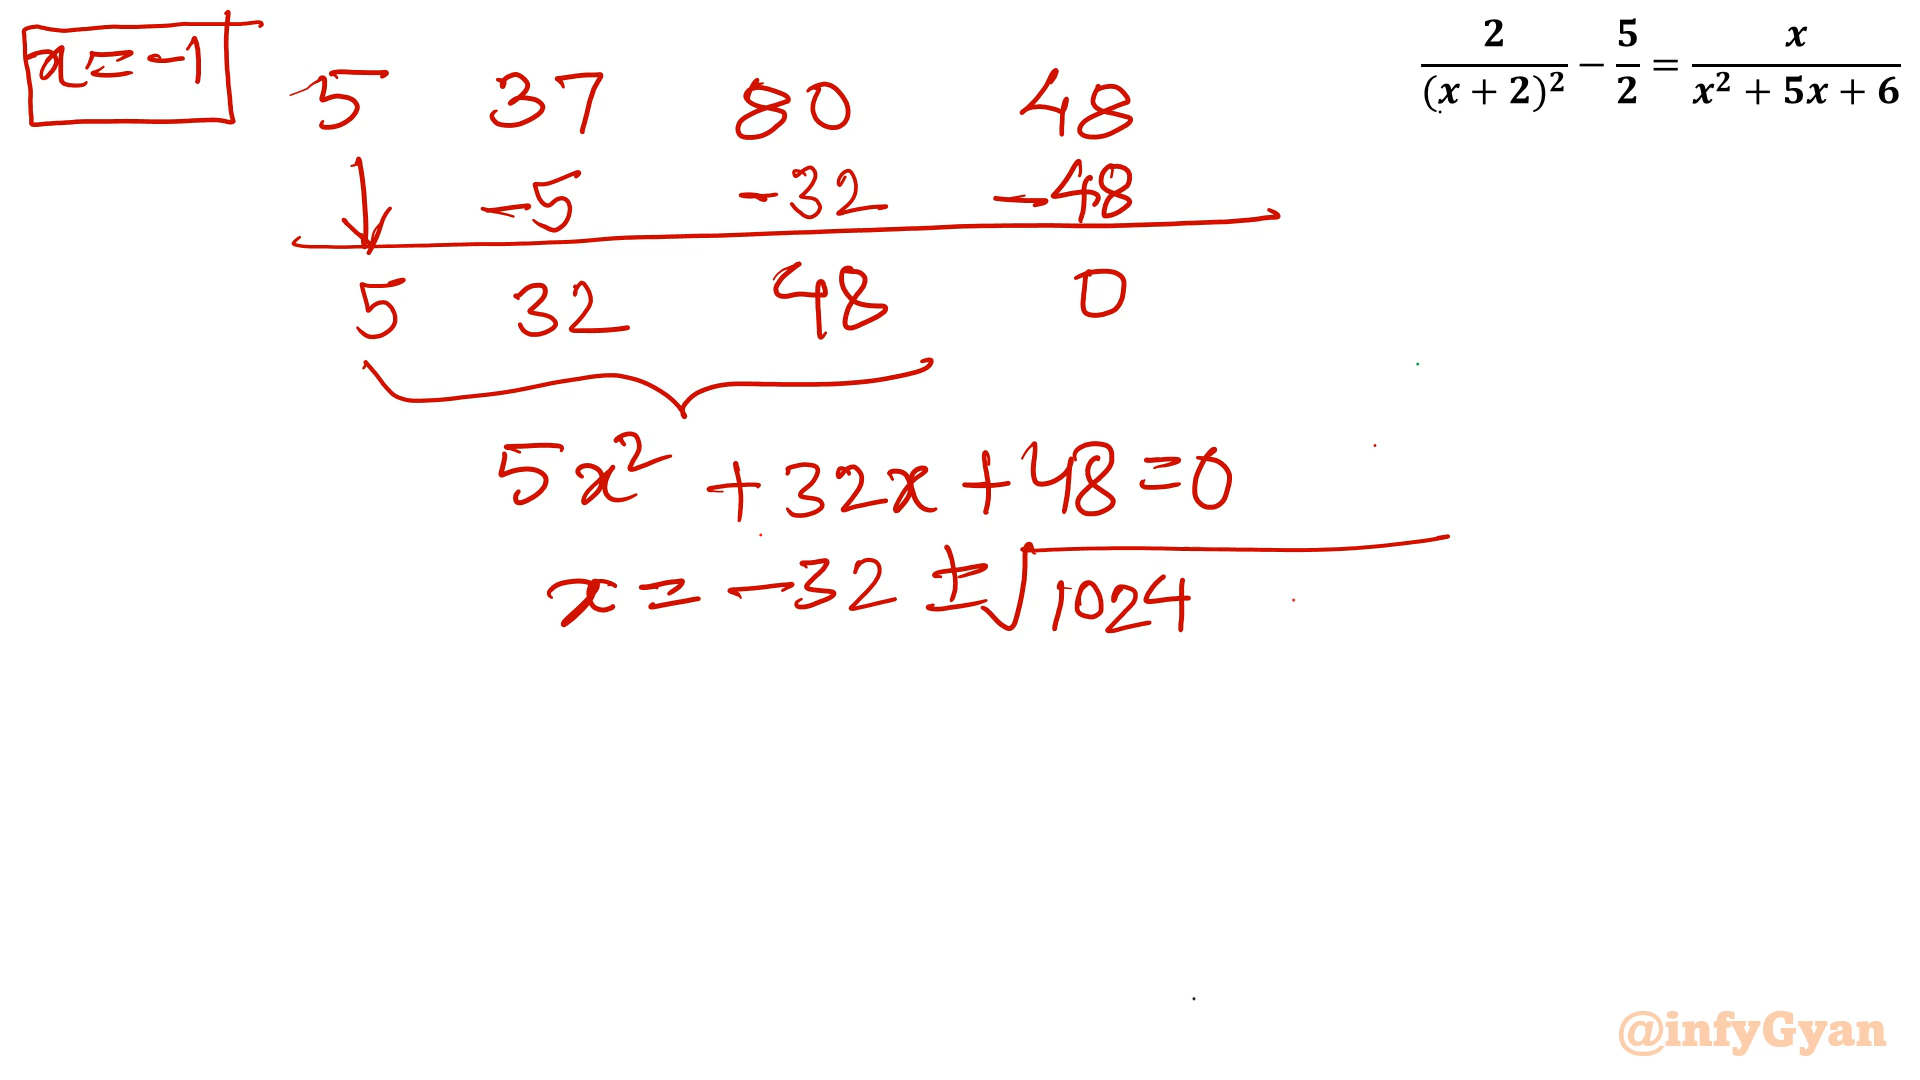 x = -1
2/(x + 2)² − 5/2 = x/(x² + 5x + 6)
5 37 80 48
-5 -32 -48
5 32 48 0
5x² + 32x + 48 = 0
x = -32 ± √1024
@infyGyan